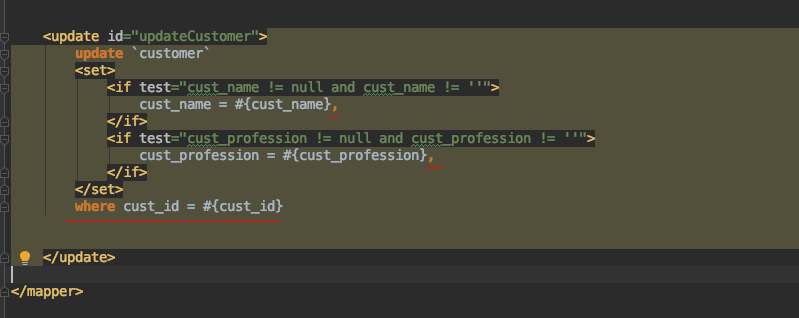 <update id="updateCustomer">
update `customer`
<set>
<if test="cust_name != null and cust_name != ''">
cust_name = #{cust_name},
</if>
<if test="cust_profession != null and cust_profession != ''">
cust_profession = #{cust_profession},
</if>
</set>
where cust_id = #{cust_id}
</update>
</mapper>